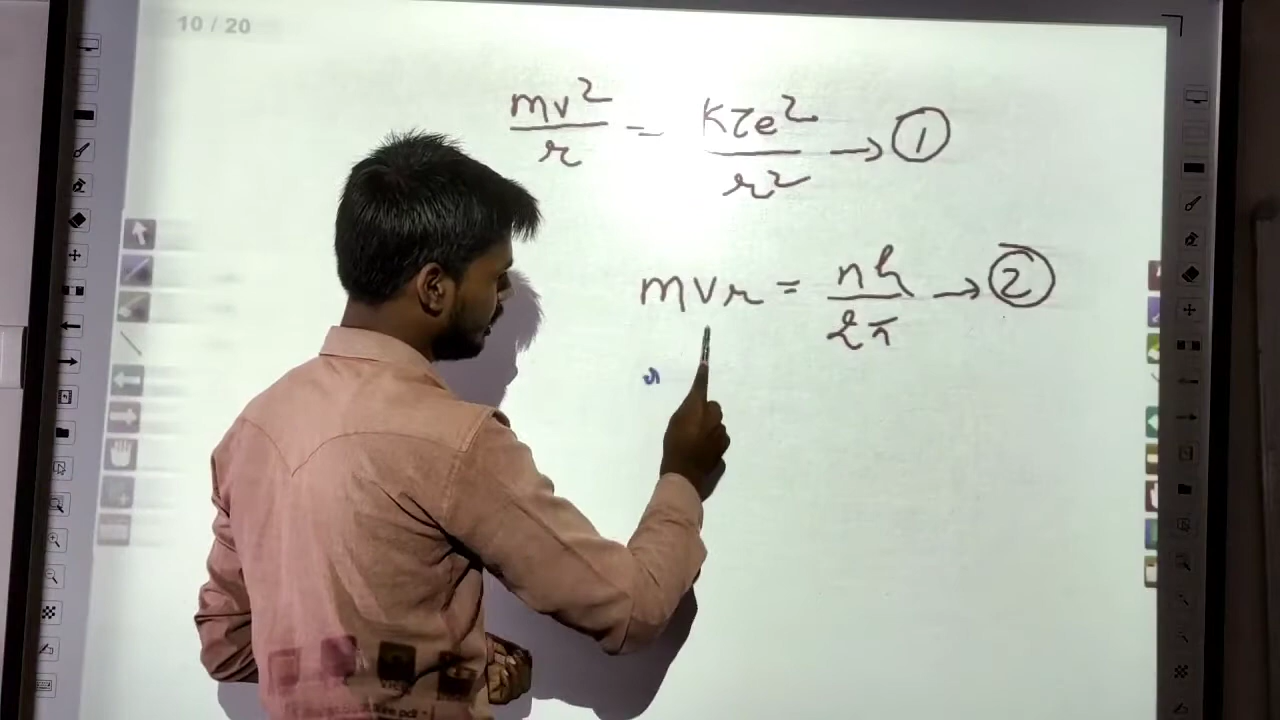 10 / 20
mv²/r = KZe²/r² → ①
mvr = nh/2π → ②